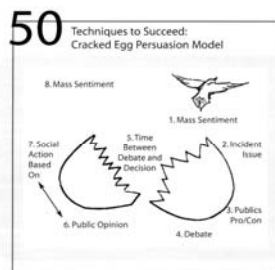 50
Techniques to Succeed:
Cracked Egg Persuasion Model
8. Mass Sentiment
1. Mass Sentiment
7. Social
Action
Based
On
5. Time
Between
Debate and
Decision
2. Incident
Issue
3. Publics
Pro/Con
6. Public Opinion
4. Debate